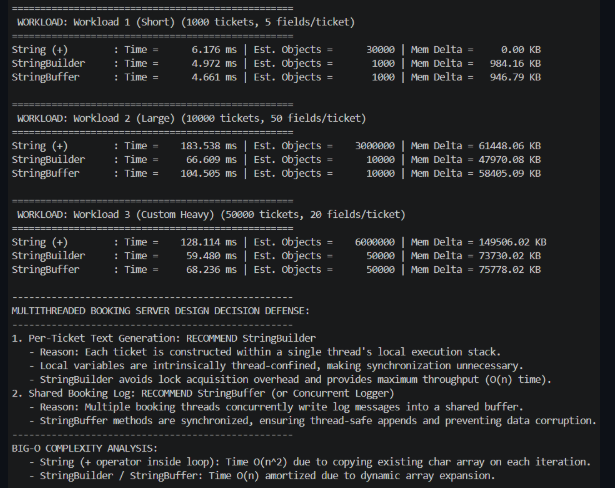 ==================================================
WORKLOAD: Workload 1 (Short) (1000 tickets, 5 fields/ticket)
==================================================
String (+)        : Time =      6.176 ms | Est. Objects =      30000 | Mem Delta =    0.00 KB
StringBuilder     : Time =      4.972 ms | Est. Objects =       1000 | Mem Delta =  984.16 KB
StringBuffer      : Time =      4.661 ms | Est. Objects =       1000 | Mem Delta =  946.79 KB
==================================================
WORKLOAD: Workload 2 (Large) (10000 tickets, 50 fields/ticket)
==================================================
String (+)        : Time =    183.538 ms | Est. Objects =    3000000 | Mem Delta = 61448.06 KB
StringBuilder     : Time =     66.609 ms | Est. Objects =      10000 | Mem Delta = 47970.08 KB
StringBuffer      : Time =    104.505 ms | Est. Objects =      10000 | Mem Delta = 58405.09 KB
==================================================
WORKLOAD: Workload 3 (Custom Heavy) (50000 tickets, 20 fields/ticket)
==================================================
String (+)        : Time =    128.114 ms | Est. Objects =    6000000 | Mem Delta = 149506.02 KB
StringBuilder     : Time =     59.480 ms | Est. Objects =      50000 | Mem Delta = 73730.02 KB
StringBuffer      : Time =     68.236 ms | Est. Objects =      50000 | Mem Delta = 75778.02 KB
--------------------------------------------------
MULTITHREADED BOOKING SERVER DESIGN DECISION DEFENSE:
--------------------------------------------------
1. Per-Ticket Text Generation: RECOMMEND StringBuilder
- Reason: Each ticket is constructed within a single thread's local execution stack.
- Local variables are intrinsically thread-confined, making synchronization unnecessary.
- StringBuilder avoids lock acquisition overhead and provides maximum throughput (O(n) time).
2. Shared Booking Log: RECOMMEND StringBuffer (or Concurrent Logger)
- Reason: Multiple booking threads concurrently write log messages into a shared buffer.
- StringBuffer methods are synchronized, ensuring thread-safe appends and preventing data corruption.
--------------------------------------------------
BIG-O COMPLEXITY ANALYSIS:
- String (+ operator inside loop): Time O(n^2) due to copying existing char array on each iteration.
- StringBuilder / StringBuffer: Time O(n) amortized due to dynamic array expansion.